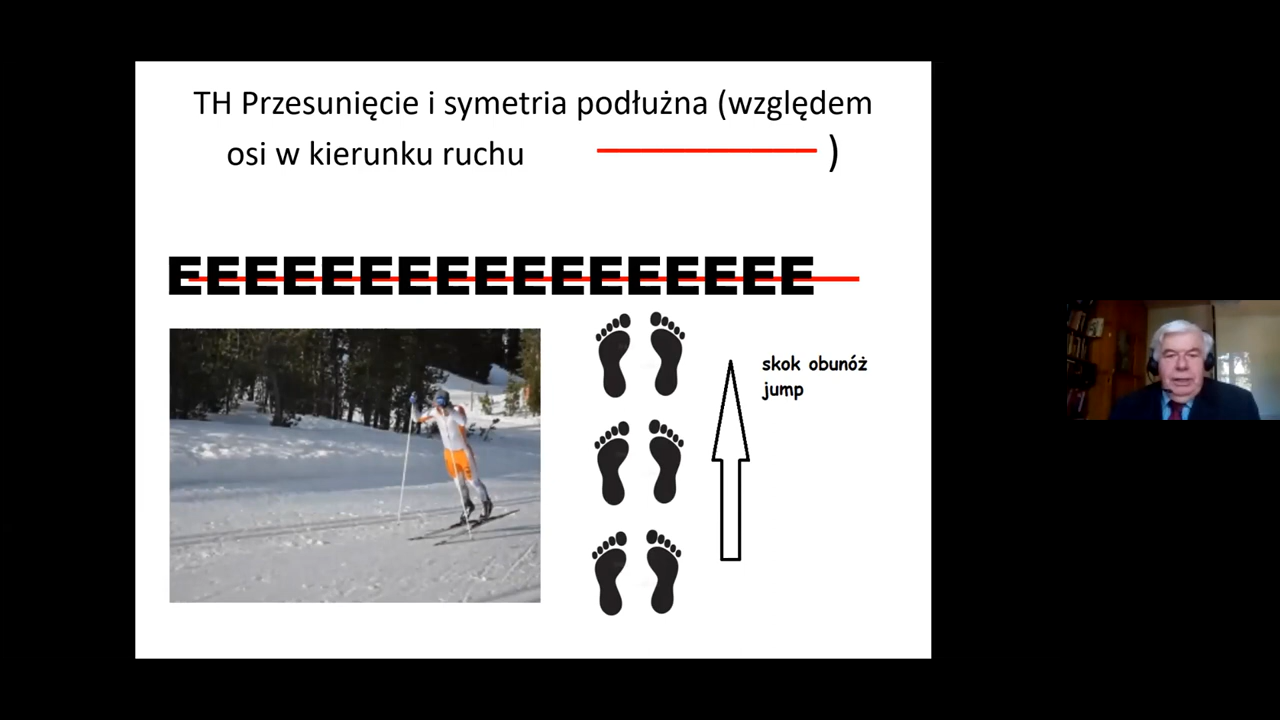 TH Przesunięcie i symetria podłużna (względem
osi w kierunku ruchu )
EEEEEEEEEEEEEEEEE
skok obunóż
jump